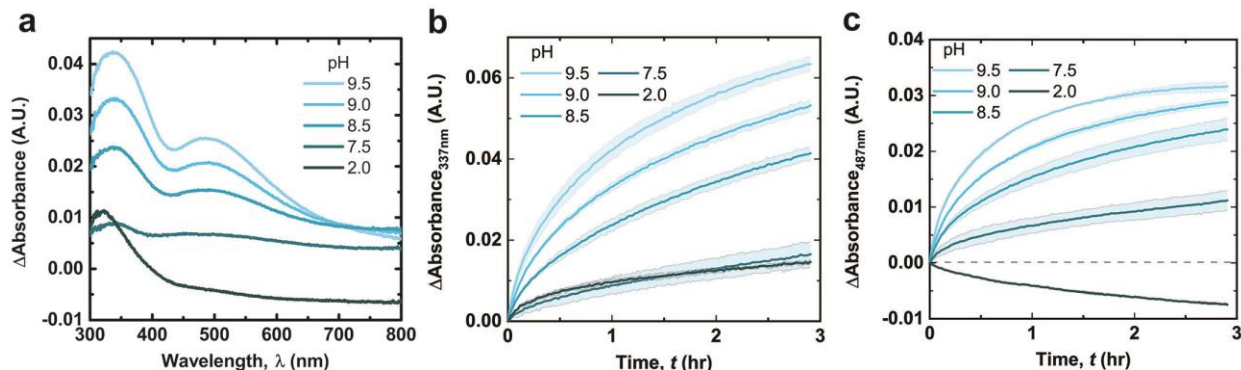 a
ΔAbsorbance (A.U.)
0.04
0.03
0.02
0.01
0.00
-0.01
pH
9.5
9.0
8.5
7.5
2.0
300 400 500 600 700 800
Wavelength, λ (nm)
b
ΔAbsorbance337nm (A.U.)
0.06
0.04
0.02
0.00
pH
9.5 7.5
9.0 2.0
8.5
0 1 2 3
Time, t (hr)
c
ΔAbsorbance487nm (A.U.)
0.04
0.03
0.02
0.01
0.00
-0.01
pH
9.5 7.5
9.0 2.0
8.5
0 1 2 3
Time, t (hr)